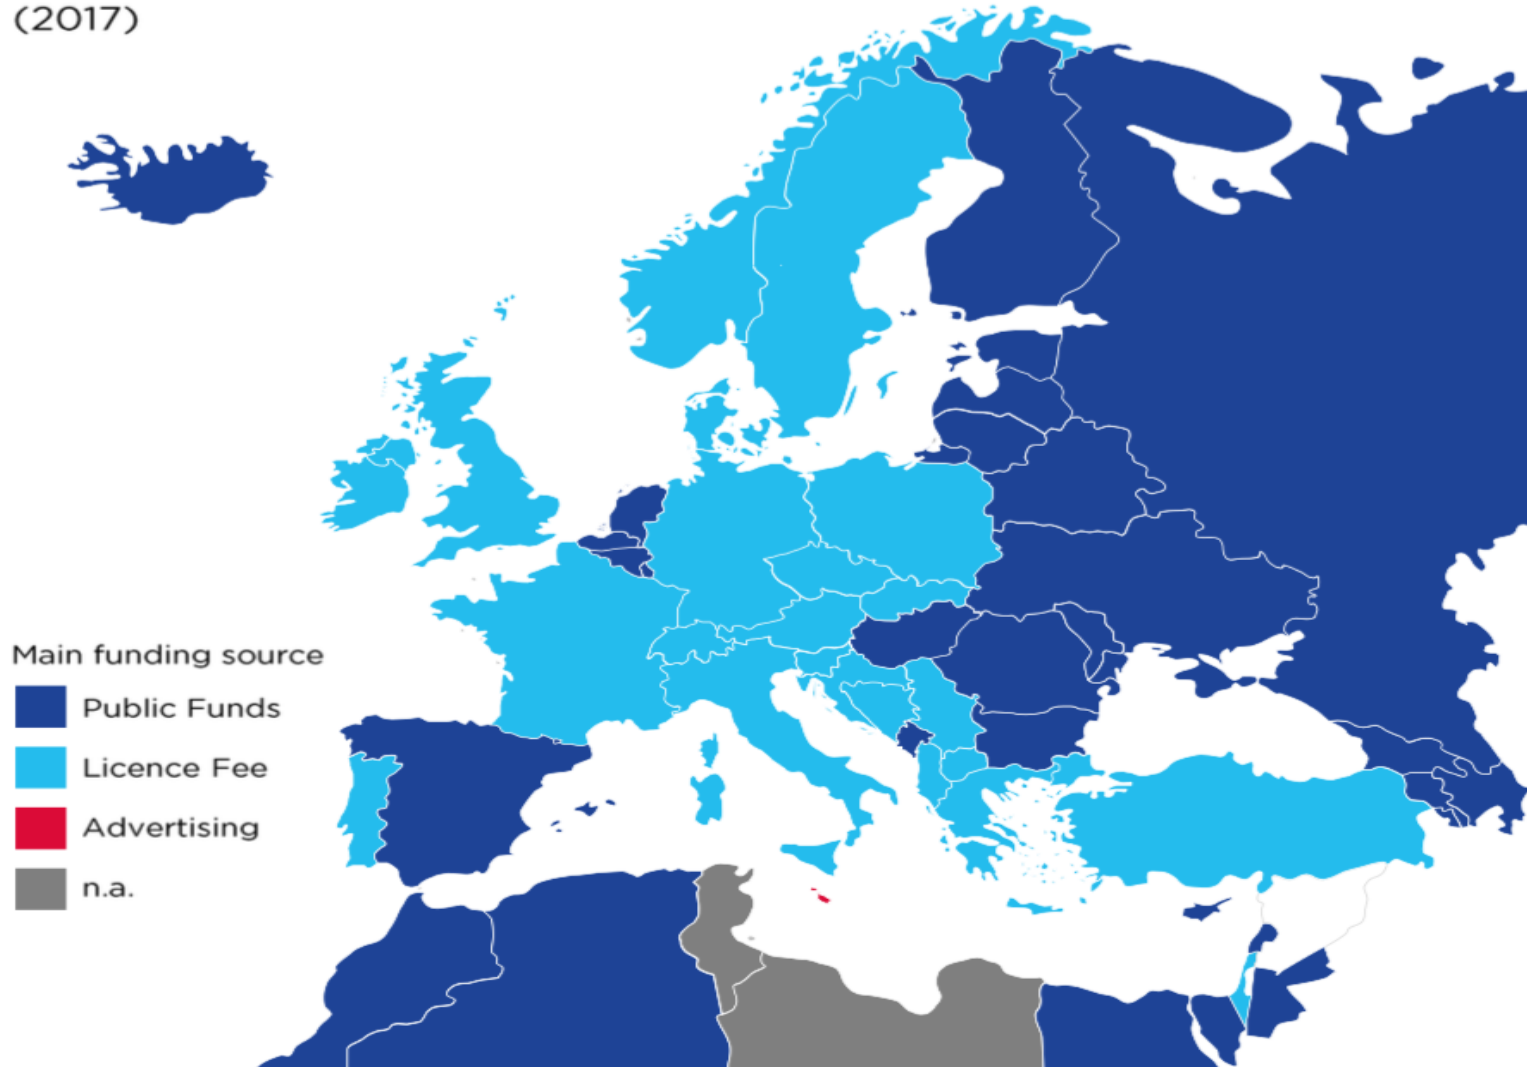 (2017)
Main funding source
Public Funds
Licence Fee
Advertising
n.a.